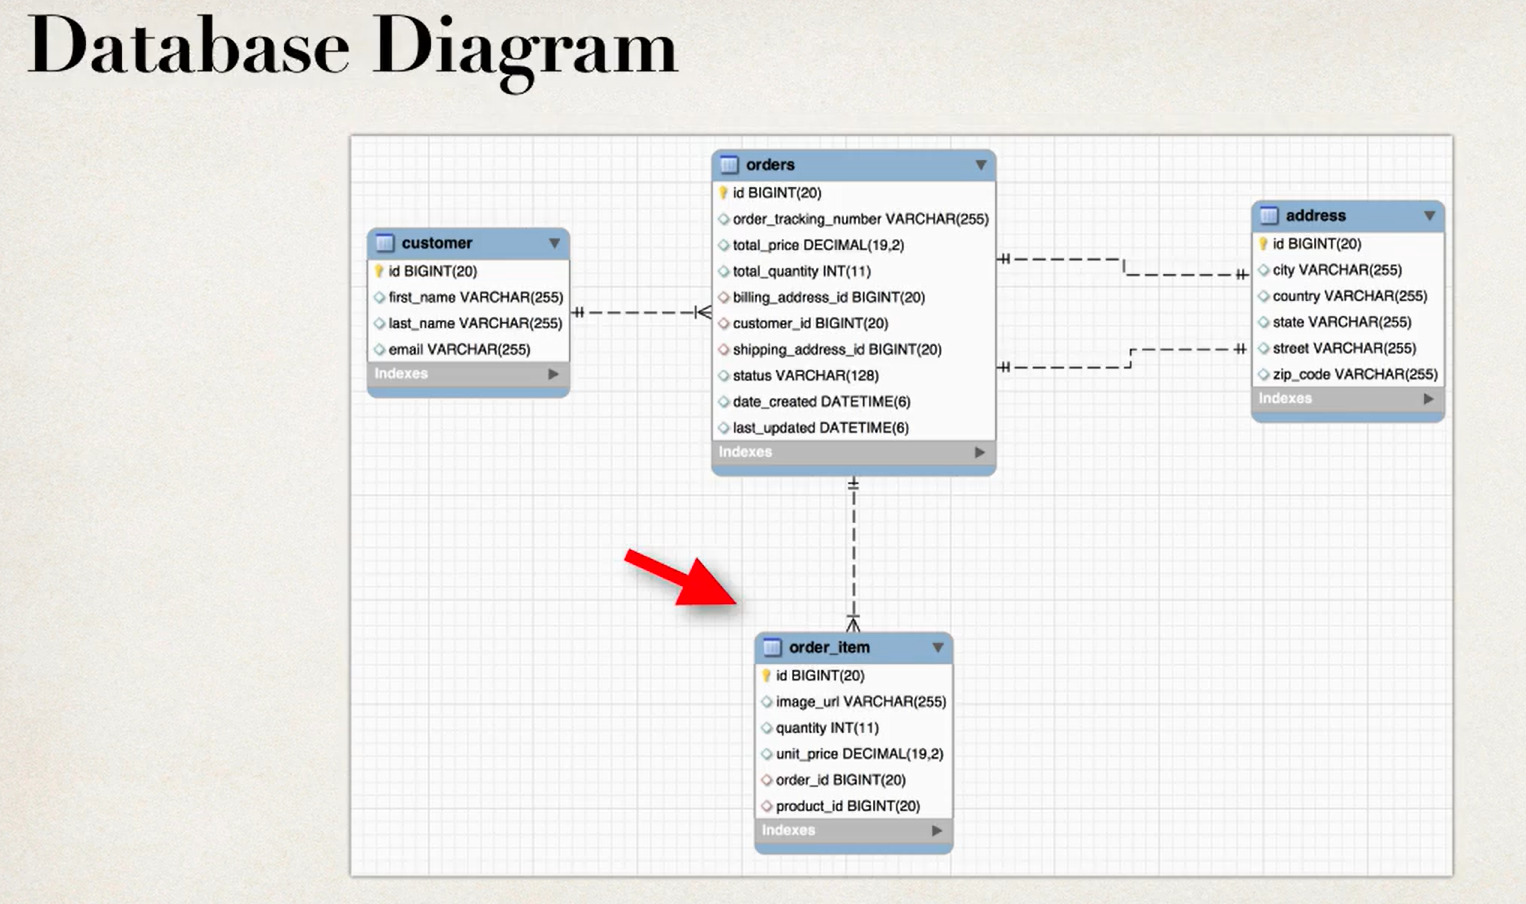 Database Diagram
customer
id BIGINT(20)
first_name VARCHAR(255)
last_name VARCHAR(255)
email VARCHAR(255)
Indexes
orders
id BIGINT(20)
order_tracking_number VARCHAR(255)
total_price DECIMAL(19,2)
total_quantity INT(11)
billing_address_id BIGINT(20)
customer_id BIGINT(20)
shipping_address_id BIGINT(20)
status VARCHAR(128)
date_created DATETIME(6)
last_updated DATETIME(6)
Indexes
address
id BIGINT(20)
city VARCHAR(255)
country VARCHAR(255)
state VARCHAR(255)
street VARCHAR(255)
zip_code VARCHAR(255)
Indexes
order_item
id BIGINT(20)
image_url VARCHAR(255)
quantity INT(11)
unit_price DECIMAL(19,2)
order_id BIGINT(20)
product_id BIGINT(20)
Indexes